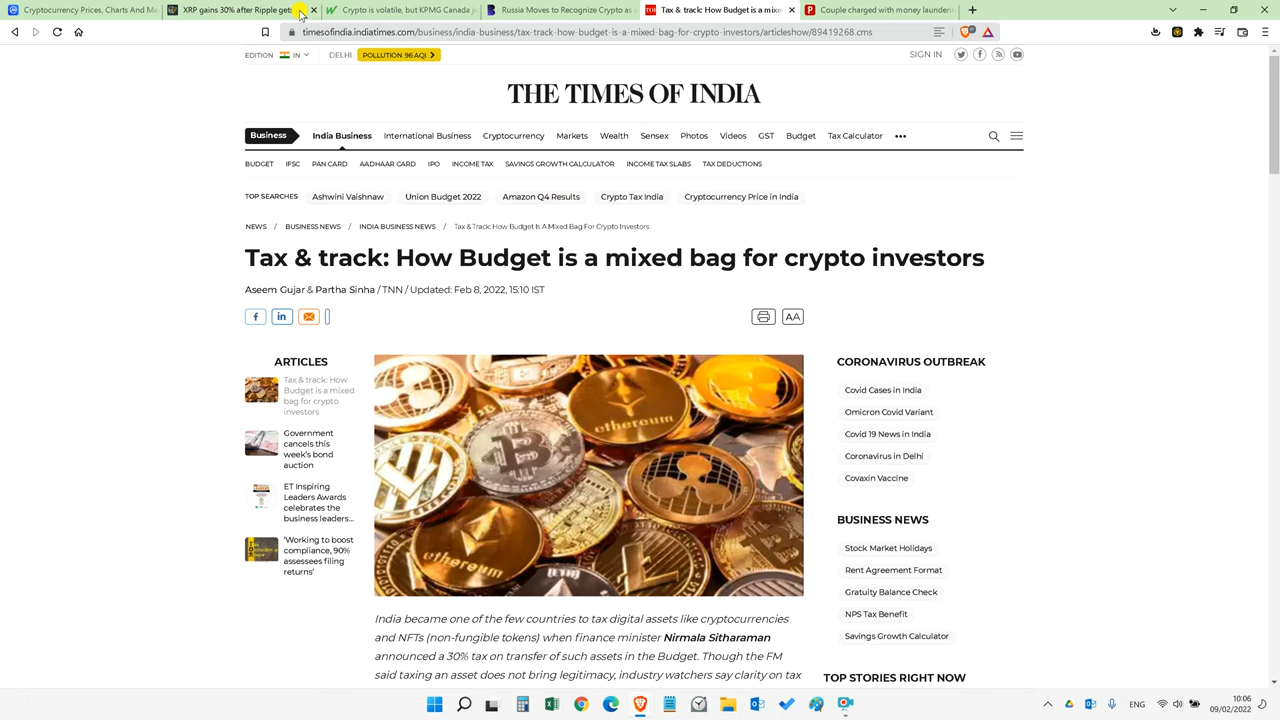 Cryptocurrency Prices, Charts And Ma
XRP gains 30% after Ripple gets
Crypto is volatile, but KPMG Canada j
Russia Moves to Recognize Crypto as
Tax & track: How Budget is a mixe
Couple charged with money launderin
timesofindia.indiatimes.com/business/india-business/tax-track-how-budget-is-a-mixed-bag-for-crypto-investors/articleshow/89419268.cms
EDITION IN DELHI POLLUTION 96 AQI
SIGN IN
THE TIMES OF INDIA
Business India Business International Business Cryptocurrency Markets Wealth Sensex Photos Videos GST Budget Tax Calculator
BUDGET IFSC PAN CARD AADHAAR CARD IPO INCOME TAX SAVINGS GROWTH CALCULATOR INCOME TAX SLABS TAX DEDUCTIONS
TOP SEARCHES Ashwini Vaishnaw Union Budget 2022 Amazon Q4 Results Crypto Tax India Cryptocurrency Price in India
NEWS / BUSINESS NEWS / INDIA BUSINESS NEWS / Tax & Track: How Budget Is A Mixed Bag For Crypto Investors
Tax & track: How Budget is a mixed bag for crypto investors
Aseem Gujar & Partha Sinha / TNN / Updated: Feb 8, 2022, 15:10 IST
AA
ARTICLES
Tax & track: How
Budget is a mixed
bag for crypto
investors
Government
cancels this
week's bond
auction
ET Inspiring
Leaders Awards
celebrates the
business leaders...
'Working to boost
compliance, 90%
assessees filing
returns'
ethereum
ethereum
India became one of the few countries to tax digital assets like cryptocurrencies
and NFTs (non-fungible tokens) when finance minister Nirmala Sitharaman
announced a 30% tax on transfer of such assets in the Budget. Though the FM
said taxing an asset does not bring legitimacy, industry watchers say clarity on tax
CORONAVIRUS OUTBREAK
Covid Cases in India
Omicron Covid Variant
Covid 19 News in India
Coronavirus in Delhi
Covaxin Vaccine
BUSINESS NEWS
Stock Market Holidays
Rent Agreement Format
Gratuity Balance Check
NPS Tax Benefit
Savings Growth Calculator
TOP STORIES RIGHT NOW
ENG
10:06
09/02/2022